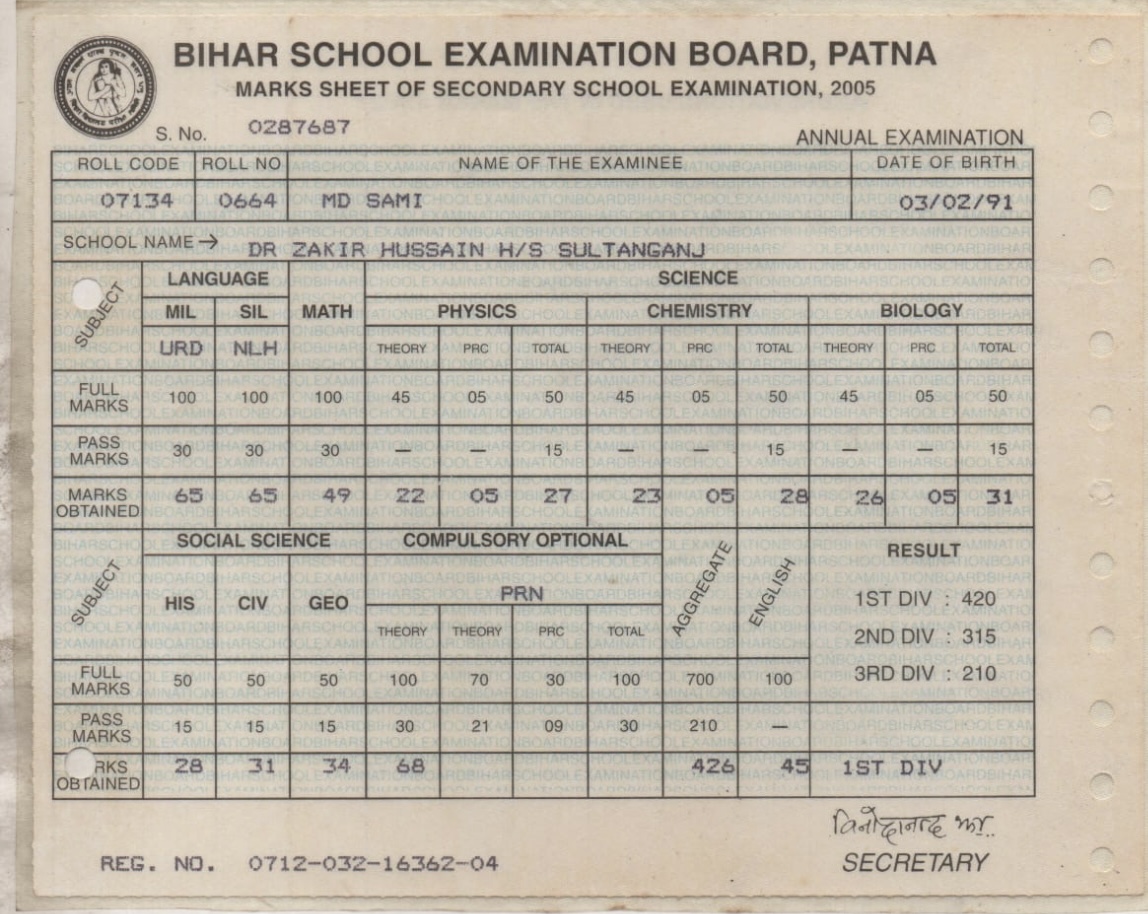 BIHAR SCHOOL EXAMINATION BOARD, PATNA
MARKS SHEET OF SECONDARY SCHOOL EXAMINATION, 2005
S. No. 0287687
ANNUAL EXAMINATION
ROLL CODE ROLL NO NAME OF THE EXAMINEE DATE OF BIRTH
07134 0664 MD SAMI 03/02/91
SCHOOL NAME → DR ZAKIR HUSSAIN H/S SULTANGANJ
SUBJECT LANGUAGE MATH SCIENCE
MIL SIL PHYSICS CHEMISTRY BIOLOGY
URD NLH THEORY PRC TOTAL THEORY PRC TOTAL THEORY PRC TOTAL
FULL MARKS 100 100 100 45 05 50 45 05 50 45 05 50
PASS MARKS 30 30 30 — — 15 — — 15 — — 15
MARKS OBTAINED 65 65 49 22 05 27 23 05 28 26 05 31
SUBJECT SOCIAL SCIENCE COMPULSORY OPTIONAL AGGREGATE ENGLISH RESULT
HIS CIV GEO PRN 1ST DIV : 420
THEORY THEORY PRC TOTAL 2ND DIV : 315
FULL MARKS 50 50 50 100 70 30 100 700 100 3RD DIV : 210
PASS MARKS 15 15 15 30 21 09 30 210 —
RKS OBTAINED 28 31 34 68 426 45 1ST DIV
विनोदानन्द झा
REG. NO. 0712-032-16362-04 SECRETARY